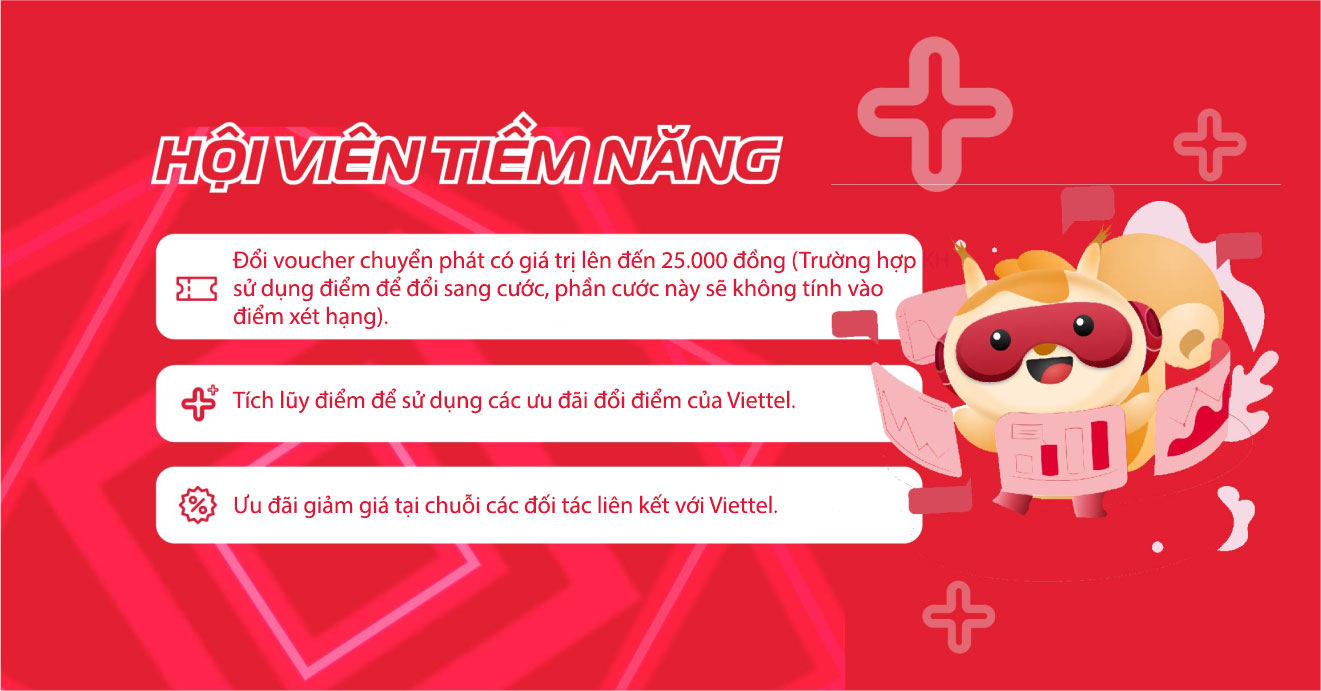 HỘI VIÊN TIỀM NĂNG
Đổi voucher chuyển phát có giá trị lên đến 25.000 đồng (Trường hợp KH
sử dụng điểm để đổi sang cước, phần cước này sẽ không tính vào
điểm xét hạng).
Tích lũy điểm để sử dụng các ưu đãi đổi điểm của Viettel.
Ưu đãi giảm giá tại chuỗi các đối tác liên kết với Viettel.